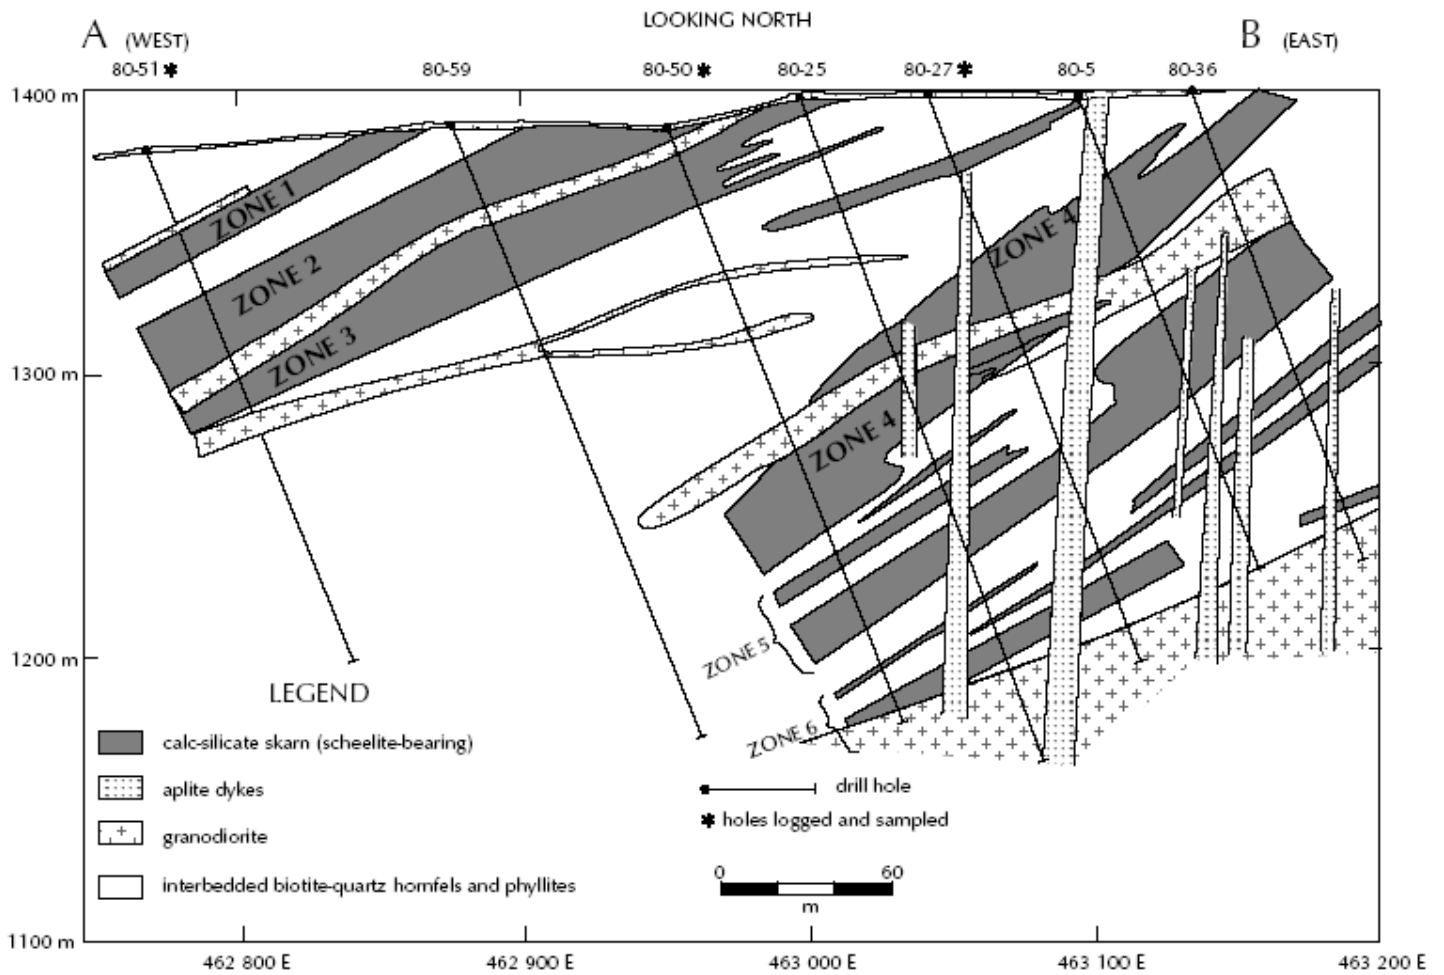 LOOKING NORTH
A (WEST)
B (EAST)
80-51 ✱ 80-59 80-50 ✱ 80-25 80-27 ✱ 80-5 80-36
1400 m
ZONE 1
ZONE 2
ZONE 3
ZONE 4
1300 m
ZONE 4
ZONE 5
1200 m
ZONE 6
LEGEND
calc-silicate skarn (scheelite-bearing)
aplite dykes
granodiorite
interbedded biotite-quartz hornfels and phyllites
drill hole
✱ holes logged and sampled
0 60
m
1100 m
462 800 E 462 900 E 463 000 E 463 100 E 463 200 E